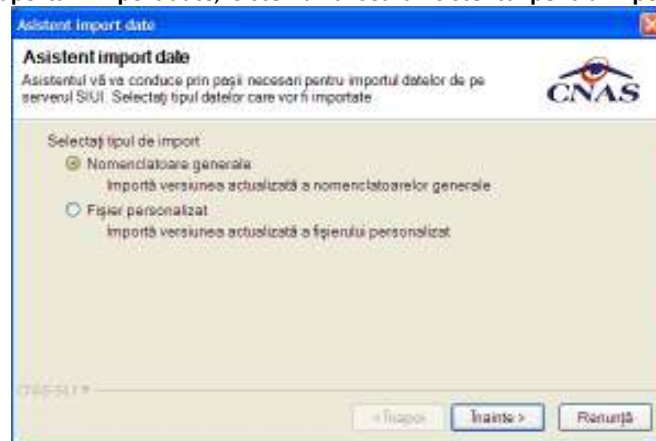 Asistent import date
Asistent import date
Asistentul vă va conduce prin pașii necesari pentru importul datelor de pe
serverul SIUI. Selectați tipul datelor care vor fi importate
CNAS
Selectați tipul de import
Nomenclatoare generale
Importă versiunea actualizată a nomenclatoarelor generale
Fișier personalizat
Importă versiunea actualizată a fișierului personalizat
< Înapoi Înainte > Renunță